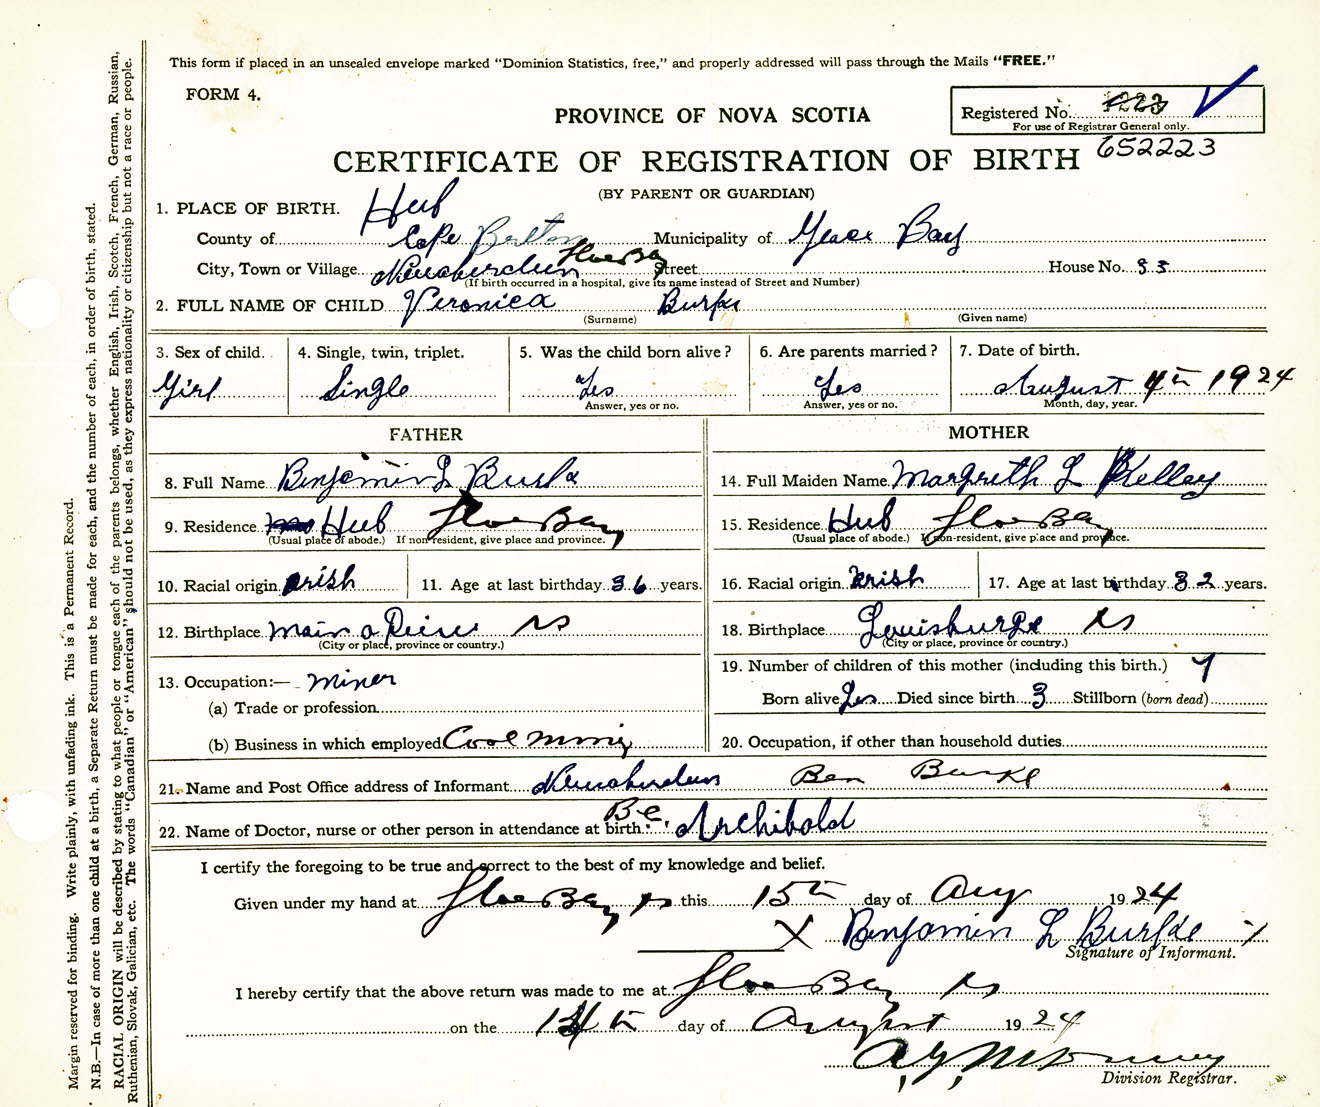 This form if placed in an unsealed envelope marked "Dominion Statistics, free," and properly addressed will pass through the Mails "FREE."
FORM 4.
PROVINCE OF NOVA SCOTIA
Registered No. 1223
For use of Registrar General only.
652223
CERTIFICATE OF REGISTRATION OF BIRTH
(BY PARENT OR GUARDIAN)
1. PLACE OF BIRTH. Hub
County of Cape Breton Municipality of Glace Bay
City, Town or Village Newaberdeen Glace Bay Street House No. 83
(If birth occurred in a hospital, give its name instead of Street and Number)
2. FULL NAME OF CHILD Veronica Burke
(Surname) (Given name)
3. Sex of child. 4. Single, twin, triplet. 5. Was the child born alive? 6. Are parents married? 7. Date of birth.
Girl Single Yes Yes August 4th 1924
Answer, yes or no. Answer, yes or no. Month, day, year.
FATHER MOTHER
8. Full Name Benjamin L Burke 14. Full Maiden Name Margreth L Kelley
9. Residence Hub Glace Bay 15. Residence Hub Glace Bay
(Usual place of abode.) If non-resident, give place and province. (Usual place of abode.) If non-resident, give place and province.
10. Racial origin Irish 11. Age at last birthday 36 years. 16. Racial origin Irish 17. Age at last birthday 32 years.
12. Birthplace Main a Dieu NS 18. Birthplace Louisburge NS
(City or place, province or country.) (City or place, province or country.)
13. Occupation:— Miner 19. Number of children of this mother (including this birth.) 7
(a) Trade or profession Born alive Yes Died since birth 3 Stillborn (born dead)
(b) Business in which employed Coal Mining 20. Occupation, if other than household duties
21. Name and Post Office address of Informant Newaberdeen Ben Burke
22. Name of Doctor, nurse or other person in attendance at birth. Archibold
I certify the foregoing to be true and correct to the best of my knowledge and belief.
Given under my hand at Glace Bay NS this 15th day of Aug 1924
X Benjamin L Burke
Signature of Informant.
I hereby certify that the above return was made to me at Glace Bay NS
on the day of August 1924
Division Registrar.
Margin reserved for binding. Write plainly, with unfading ink. This is a Permanent Record.
N.B.—In case of more than one child at a birth, a Separate Return must be made for each, and the number of each, in order of birth, stated.
RACIAL ORIGIN will be described by stating to what people or tongue each of the parents belongs, whether English, Irish, Scotch, French, German, Russian,
Ruthenian, Slovak, Galician, etc. The words "Canadian" or "American" should not be used, as they express nationality or citizenship but not a race or people.